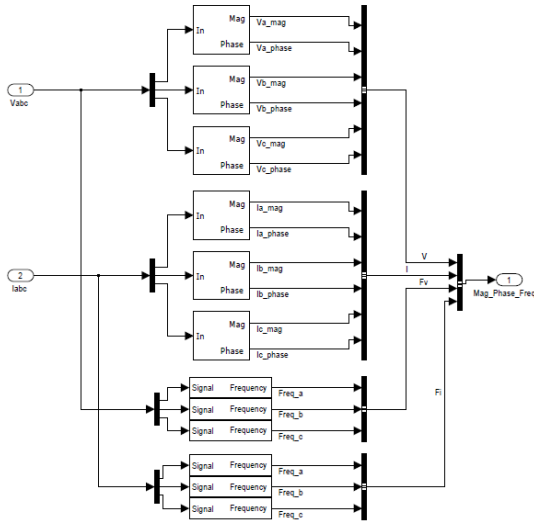 Mag
Va_mag
In
Phase
Va_phase
1
Vabc
Mag
Vb_mag
In
Phase
Vb_phase
Mag
Vc_mag
In
Phase
Vc_phase
Mag
Ia_mag
In
Phase
Ia_phase
2
Iabc
Mag
Ib_mag
In
Phase
Ib_phase
Mag
Ic_mag
In
Phase
Ic_phase
V
I
Fv
Fi
1
Mag_Phase_Freq
Signal Frequency
Freq_a
Signal Frequency
Freq_b
Signal Frequency
Freq_c
Signal Frequency
Freq_a
Signal Frequency
Freq_b
Signal Frequency
Freq_c